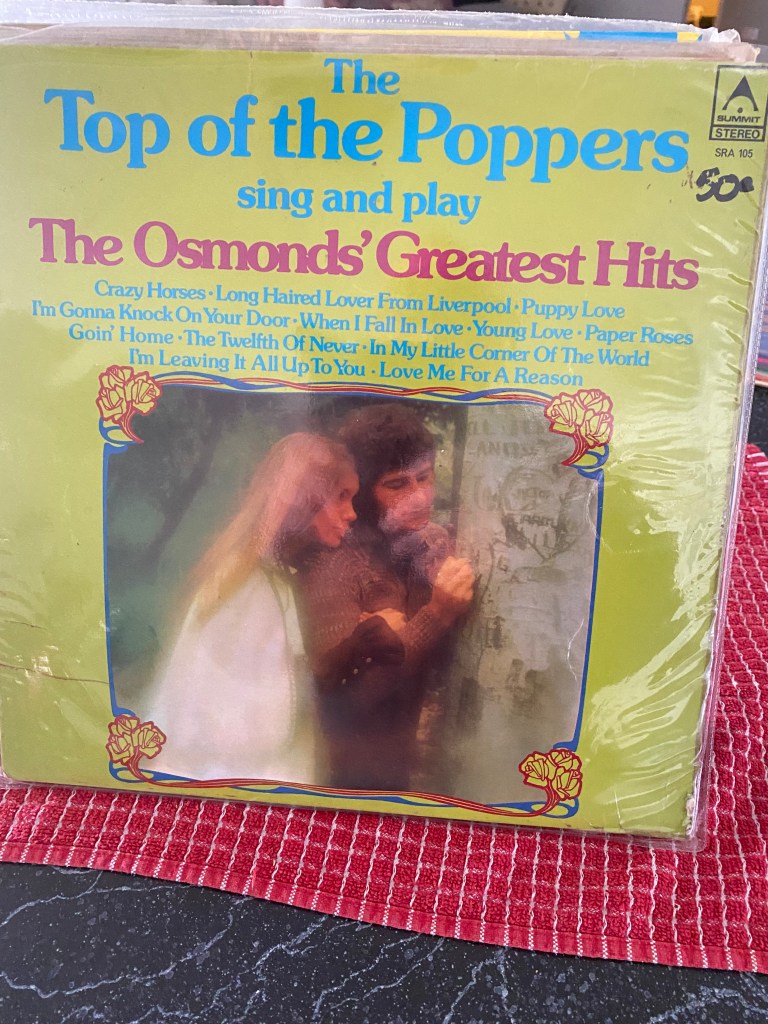 The
Top of the Poppers
sing and play
The Osmonds' Greatest Hits
Crazy Horses · Long Haired Lover From Liverpool · Puppy Love
I'm Gonna Knock On Your Door · When I Fall In Love · Young Love · Paper Roses
Goin' Home · The Twelfth Of Never · In My Little Corner Of The World
I'm Leaving It All Up To You · Love Me For A Reason
SUMMIT
STEREO
SRA 105
50c